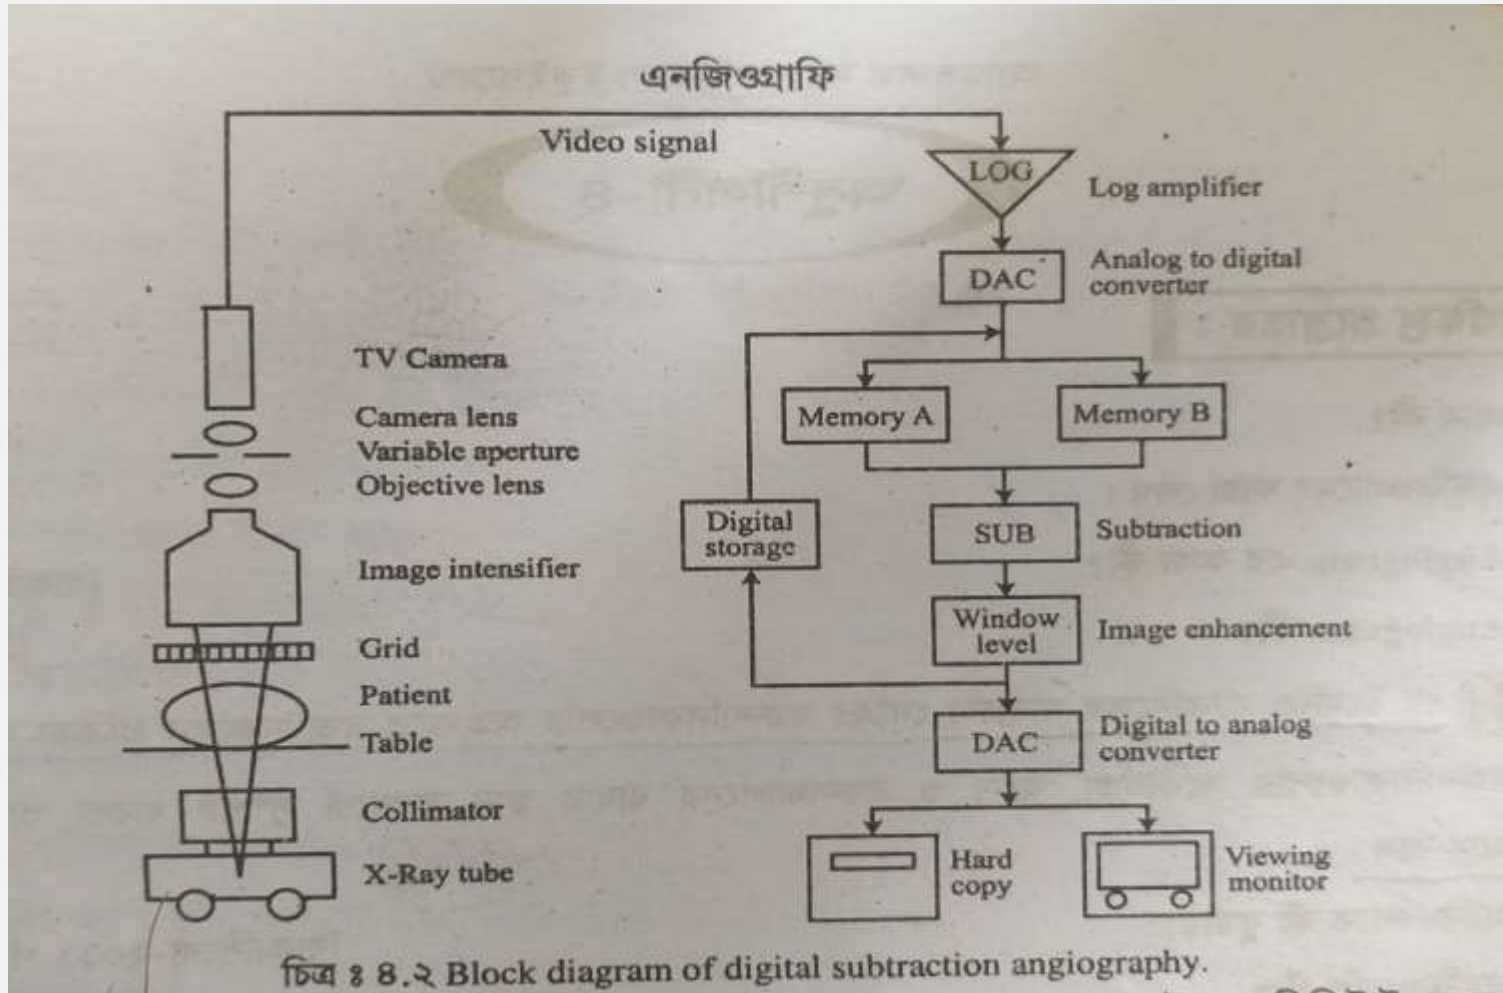 এনজিওগ্রাফি
Video signal
LOG
Log amplifier
DAC
Analog to digital
converter
TV Camera
Camera lens
Variable aperture
Objective lens
Image intensifier
Grid
Patient
Table
Collimator
X-Ray tube
Memory A
Memory B
Digital
storage
SUB
Subtraction
Window
level
Image enhancement
DAC
Digital to analog
converter
Hard
copy
Viewing
monitor
চিত্র ঃ ৪.২ Block diagram of digital subtraction angiography.